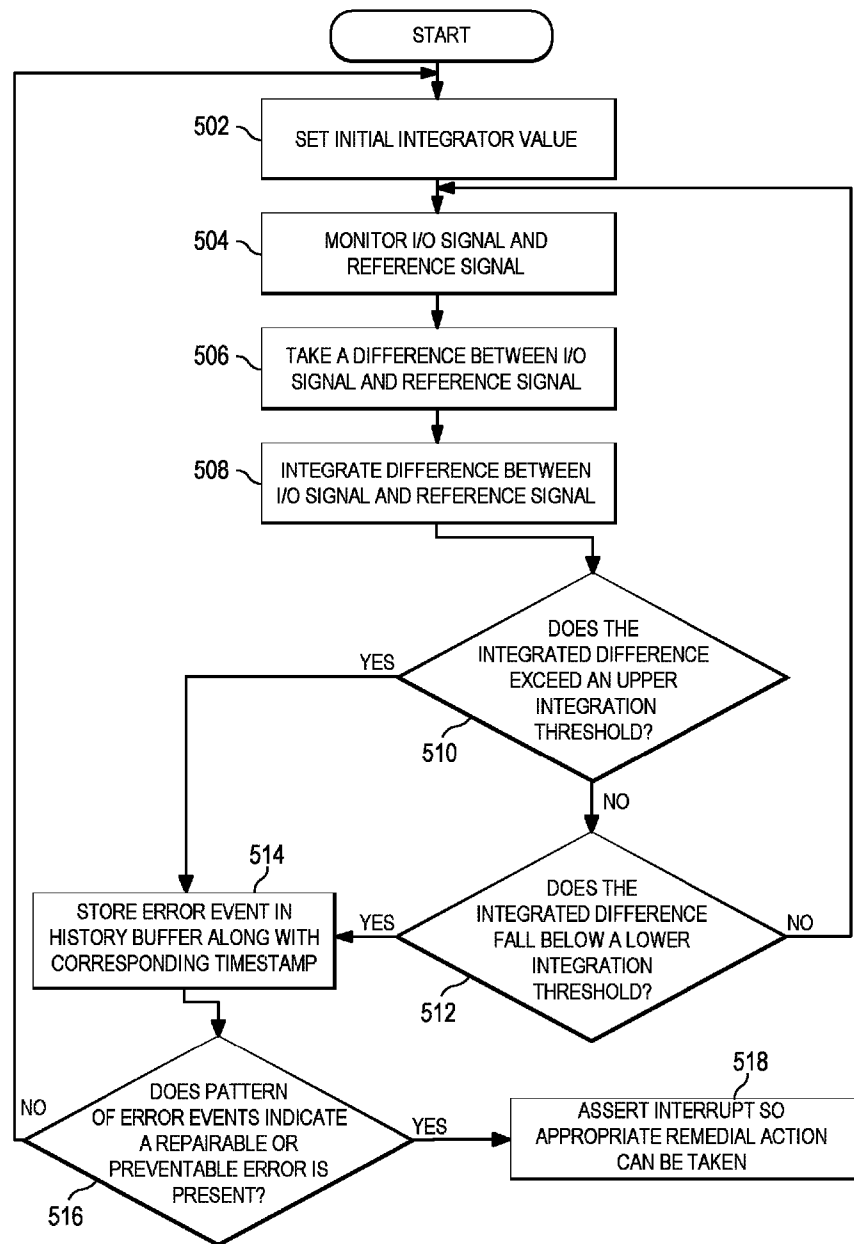 START
502
SET INITIAL INTEGRATOR VALUE
504
MONITOR I/O SIGNAL AND
REFERENCE SIGNAL
506
TAKE A DIFFERENCE BETWEEN I/O
SIGNAL AND REFERENCE SIGNAL
508
INTEGRATE DIFFERENCE BETWEEN
I/O SIGNAL AND REFERENCE SIGNAL
DOES THE
INTEGRATED DIFFERENCE
EXCEED AN UPPER
INTEGRATION
THRESHOLD?
YES
510
NO
514
STORE ERROR EVENT IN
HISTORY BUFFER ALONG WITH
CORRESPONDING TIMESTAMP
YES
DOES THE
INTEGRATED DIFFERENCE
FALL BELOW A LOWER
INTEGRATION
THRESHOLD?
NO
512
NO
DOES PATTERN
OF ERROR EVENTS INDICATE
A REPAIRABLE OR
PREVENTABLE ERROR IS
PRESENT?
YES
516
518
ASSERT INTERRUPT SO
APPROPRIATE REMEDIAL ACTION
CAN BE TAKEN